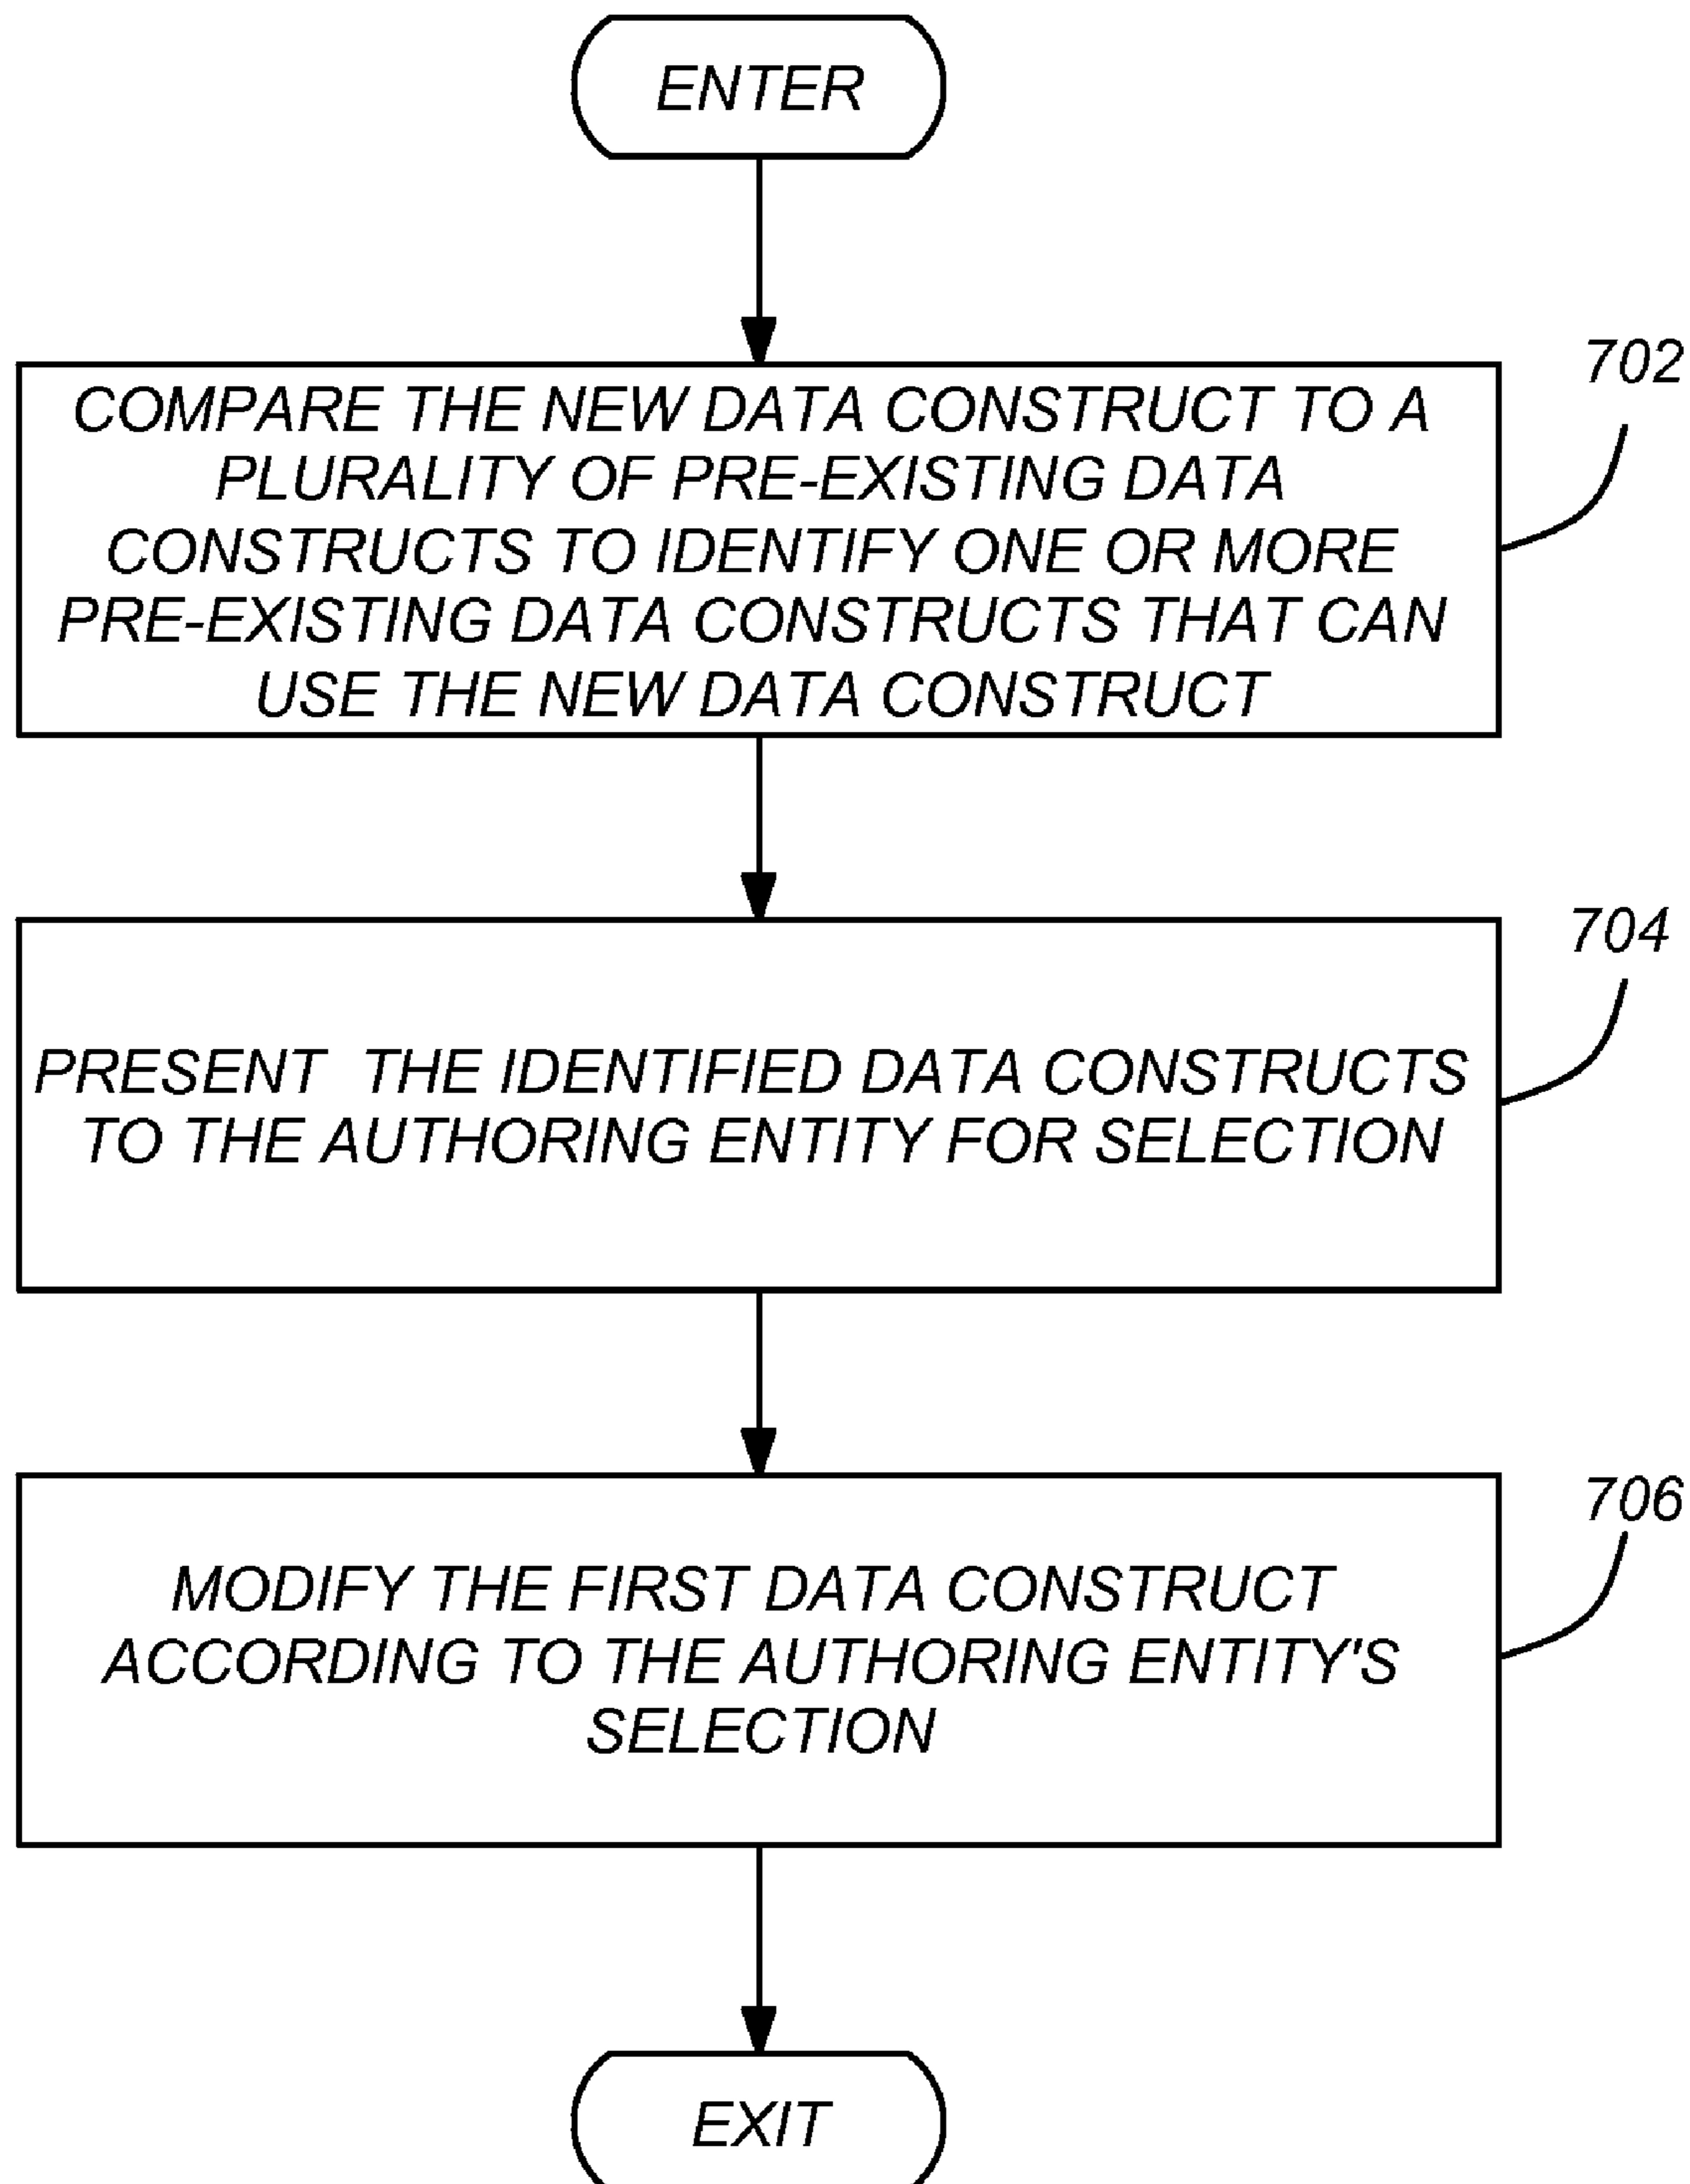 ENTER
702
COMPARE THE NEW DATA CONSTRUCT TO A
PLURALITY OF PRE-EXISTING DATA
CONSTRUCTS TO IDENTIFY ONE OR MORE
PRE-EXISTING DATA CONSTRUCTS THAT CAN
USE THE NEW DATA CONSTRUCT
704
PRESENT THE IDENTIFIED DATA CONSTRUCTS
TO THE AUTHORING ENTITY FOR SELECTION
706
MODIFY THE FIRST DATA CONSTRUCT
ACCORDING TO THE AUTHORING ENTITY'S
SELECTION
EXIT